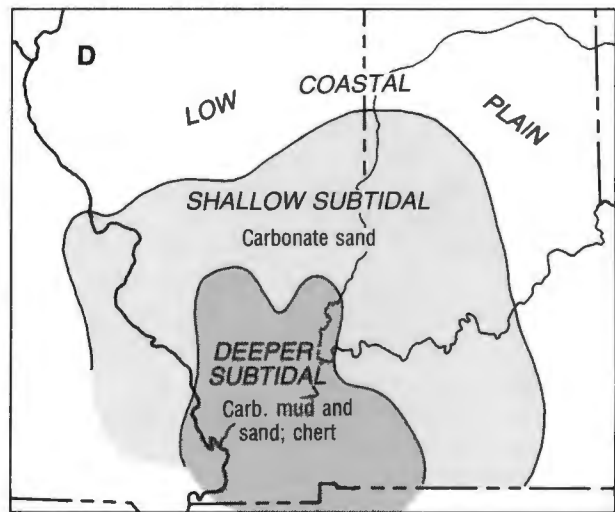 D
LOW
COASTAL
PLAIN
SHALLOW SUBTIDAL
Carbonate sand
DEEPER
SUBTIDAL
Carb. mud and
sand; chert